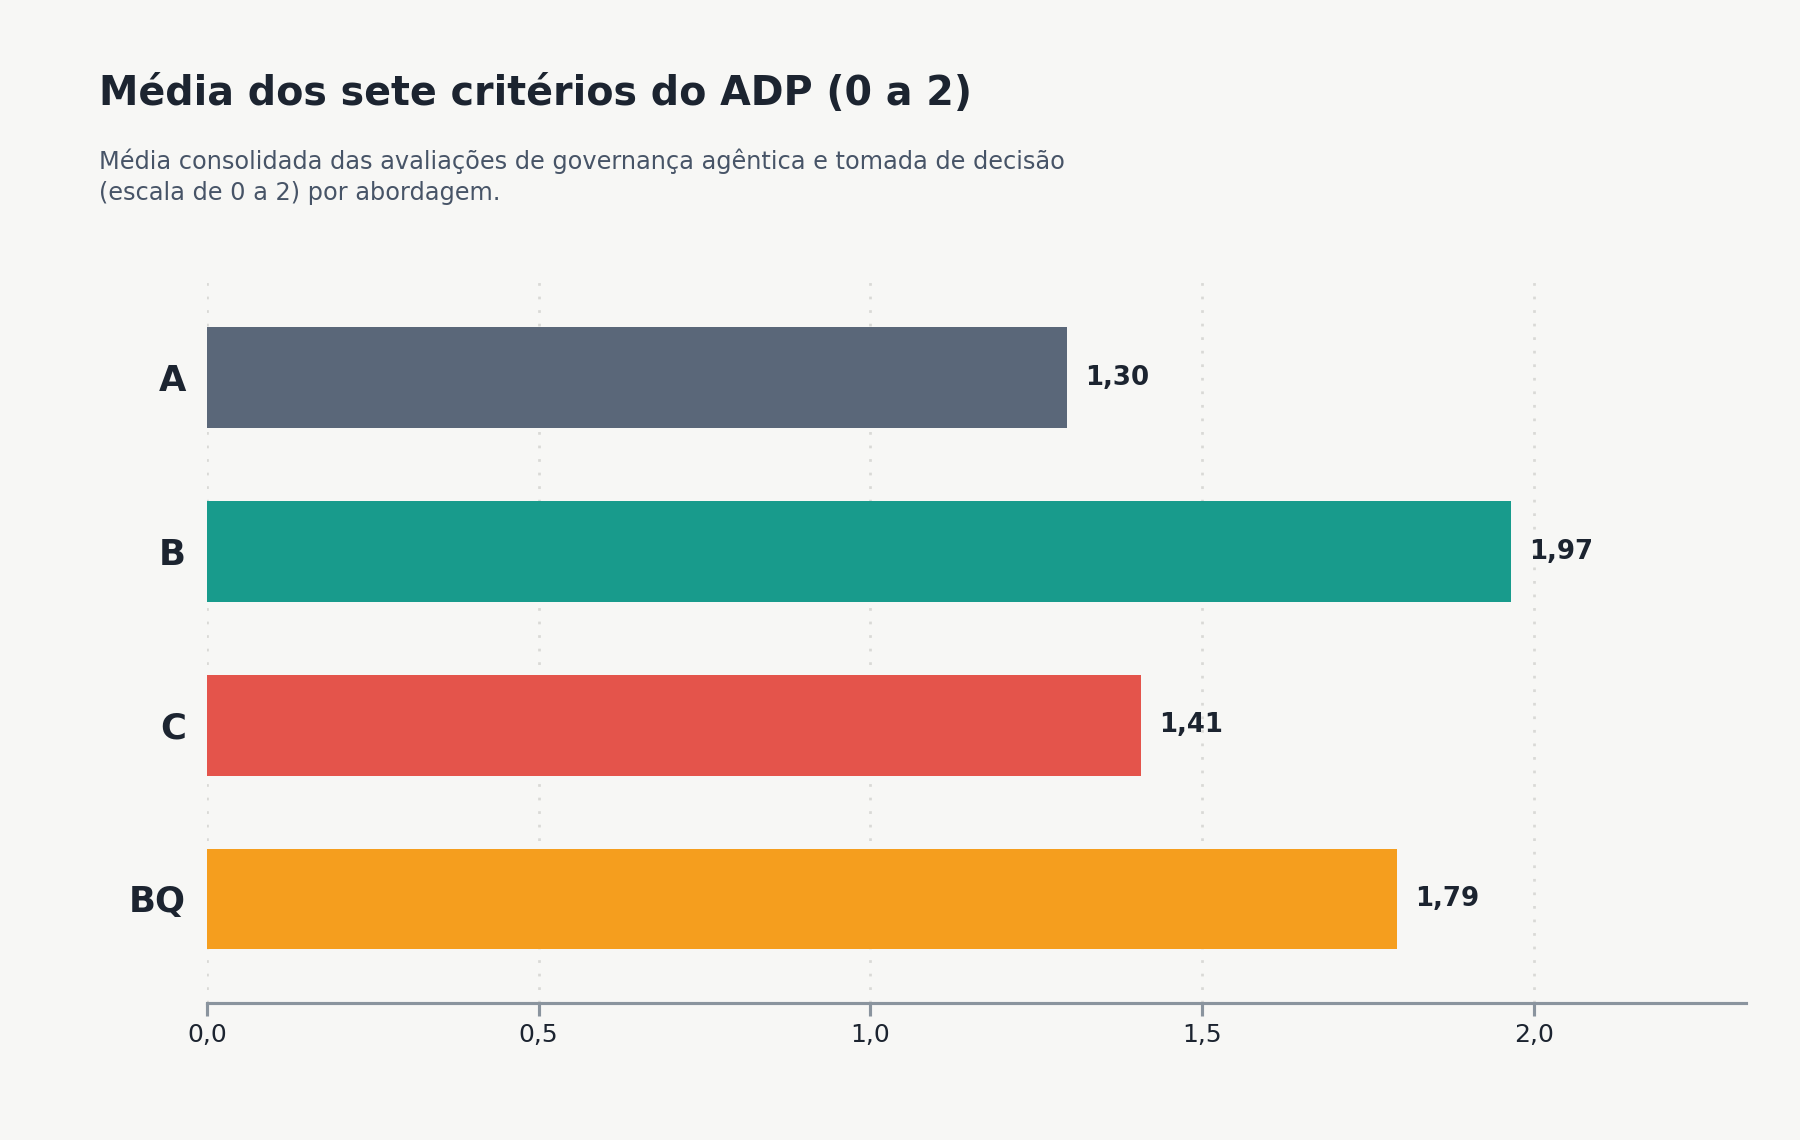 Média dos sete critérios do ADP (0 a 2)
Média consolidada das avaliações de governança agêntica e tomada de decisão
(escala de 0 a 2) por abordagem.
A
1,30
B
1,97
C
1,41
BQ
1,79
0,0
0,5
1,0
1,5
2,0